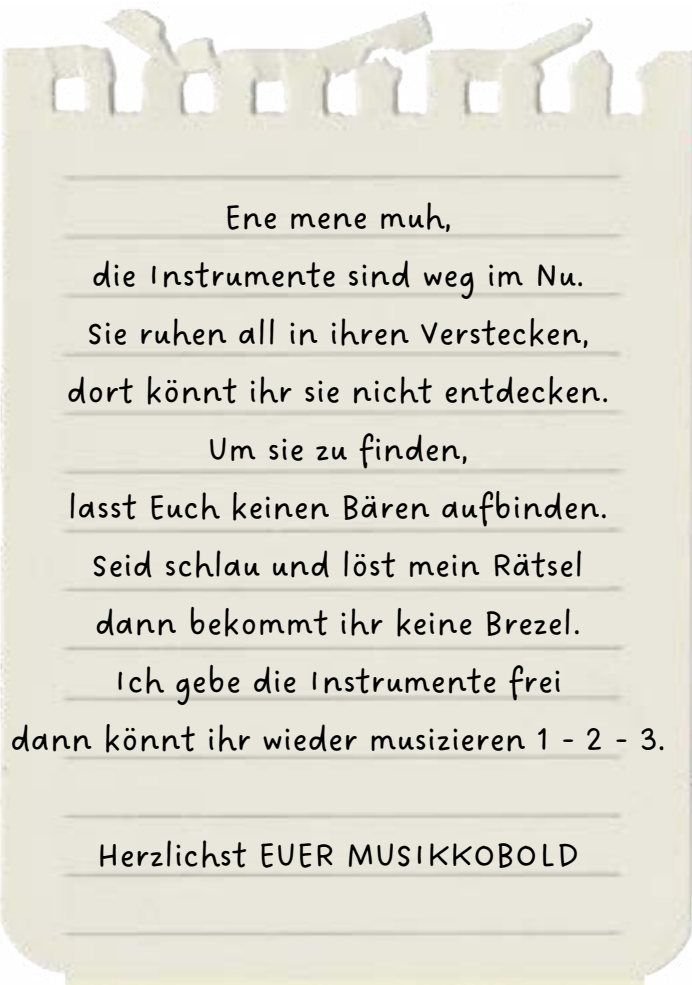 Ene mene muh,
die Instrumente sind weg im Nu.
Sie ruhen all in ihren Verstecken,
dort könnt ihr sie nicht entdecken.
Um sie zu finden,
lasst Euch keinen Bären aufbinden.
Seid schlau und löst mein Rätsel
dann bekommt ihr keine Brezel.
Ich gebe die Instrumente frei
dann könnt ihr wieder musizieren 1 - 2 - 3.
Herzlichst EUER MUSIKKOBOLD